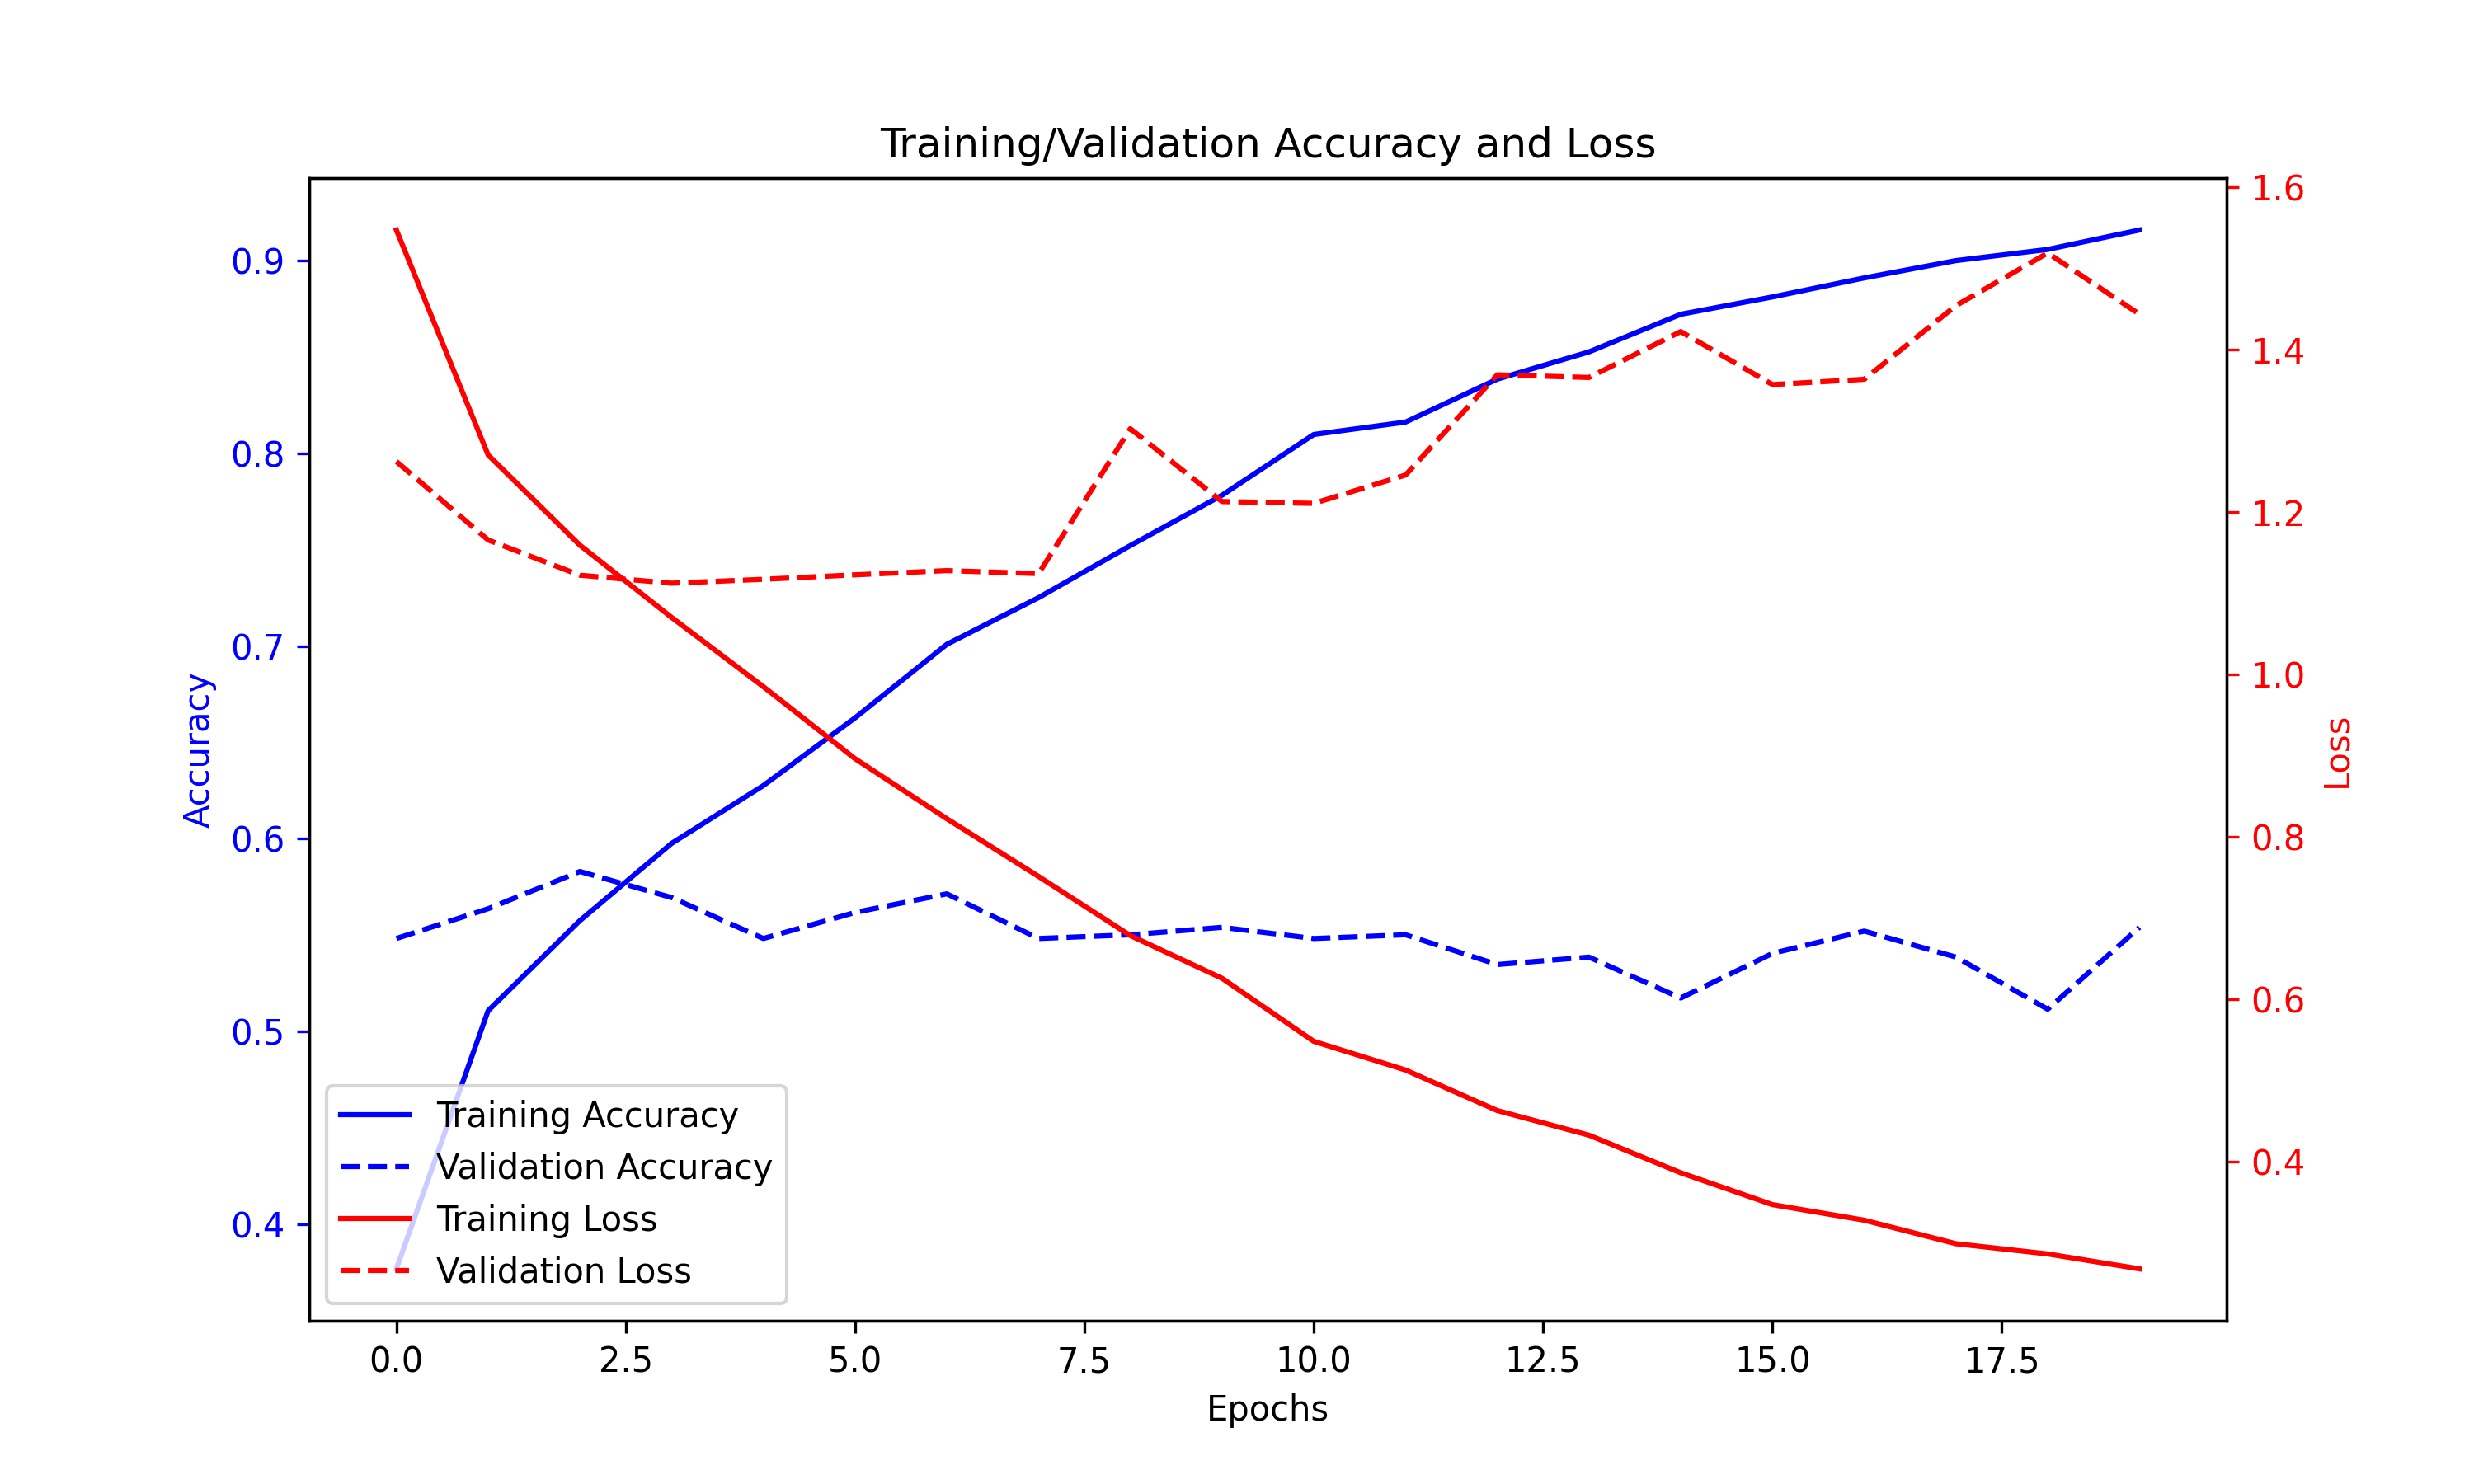 Training/Validation Accuracy and Loss
0.9
0.8
0.7
0.6
0.5
0.4
Accuracy
1.6
1.4
1.2
1.0
0.8
0.6
0.4
Loss
Training Accuracy
Validation Accuracy
Training Loss
Validation Loss
0.0 2.5 5.0 7.5 10.0 12.5 15.0 17.5
Epochs